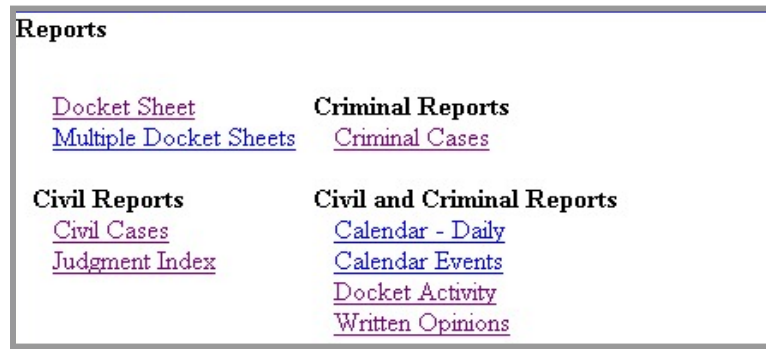 Reports
Docket Sheet
Multiple Docket Sheets
Criminal Reports
Criminal Cases
Civil Reports
Civil Cases
Judgment Index
Civil and Criminal Reports
Calendar - Daily
Calendar Events
Docket Activity
Written Opinions